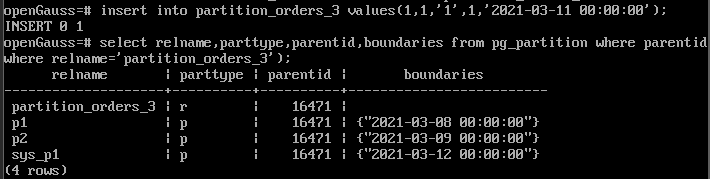 openGauss=# insert into partition_orders_3 values(1,1,'1',1,'2021-03-11 00:00:00');
INSERT 0 1
openGauss=# select relname,parttype,parentid,boundaries from pg_partition where parentid
where relname='partition_orders_3');
relname | parttype | parentid | boundaries
--------------------+----------+----------+-------------------------
partition_orders_3 | r | 16471 |
p1 | p | 16471 | {"2021-03-08 00:00:00"}
p2 | p | 16471 | {"2021-03-09 00:00:00"}
sys_p1 | p | 16471 | {"2021-03-12 00:00:00"}
(4 rows)